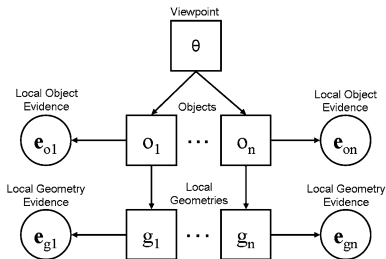 Viewpoint
θ
Local Object
Evidence
Objects
Local Object
Evidence
e_o1
o_1
...
o_n
e_on
Local Geometry
Evidence
Local
Geometries
Local Geometry
Evidence
e_g1
g_1
...
g_n
e_gn